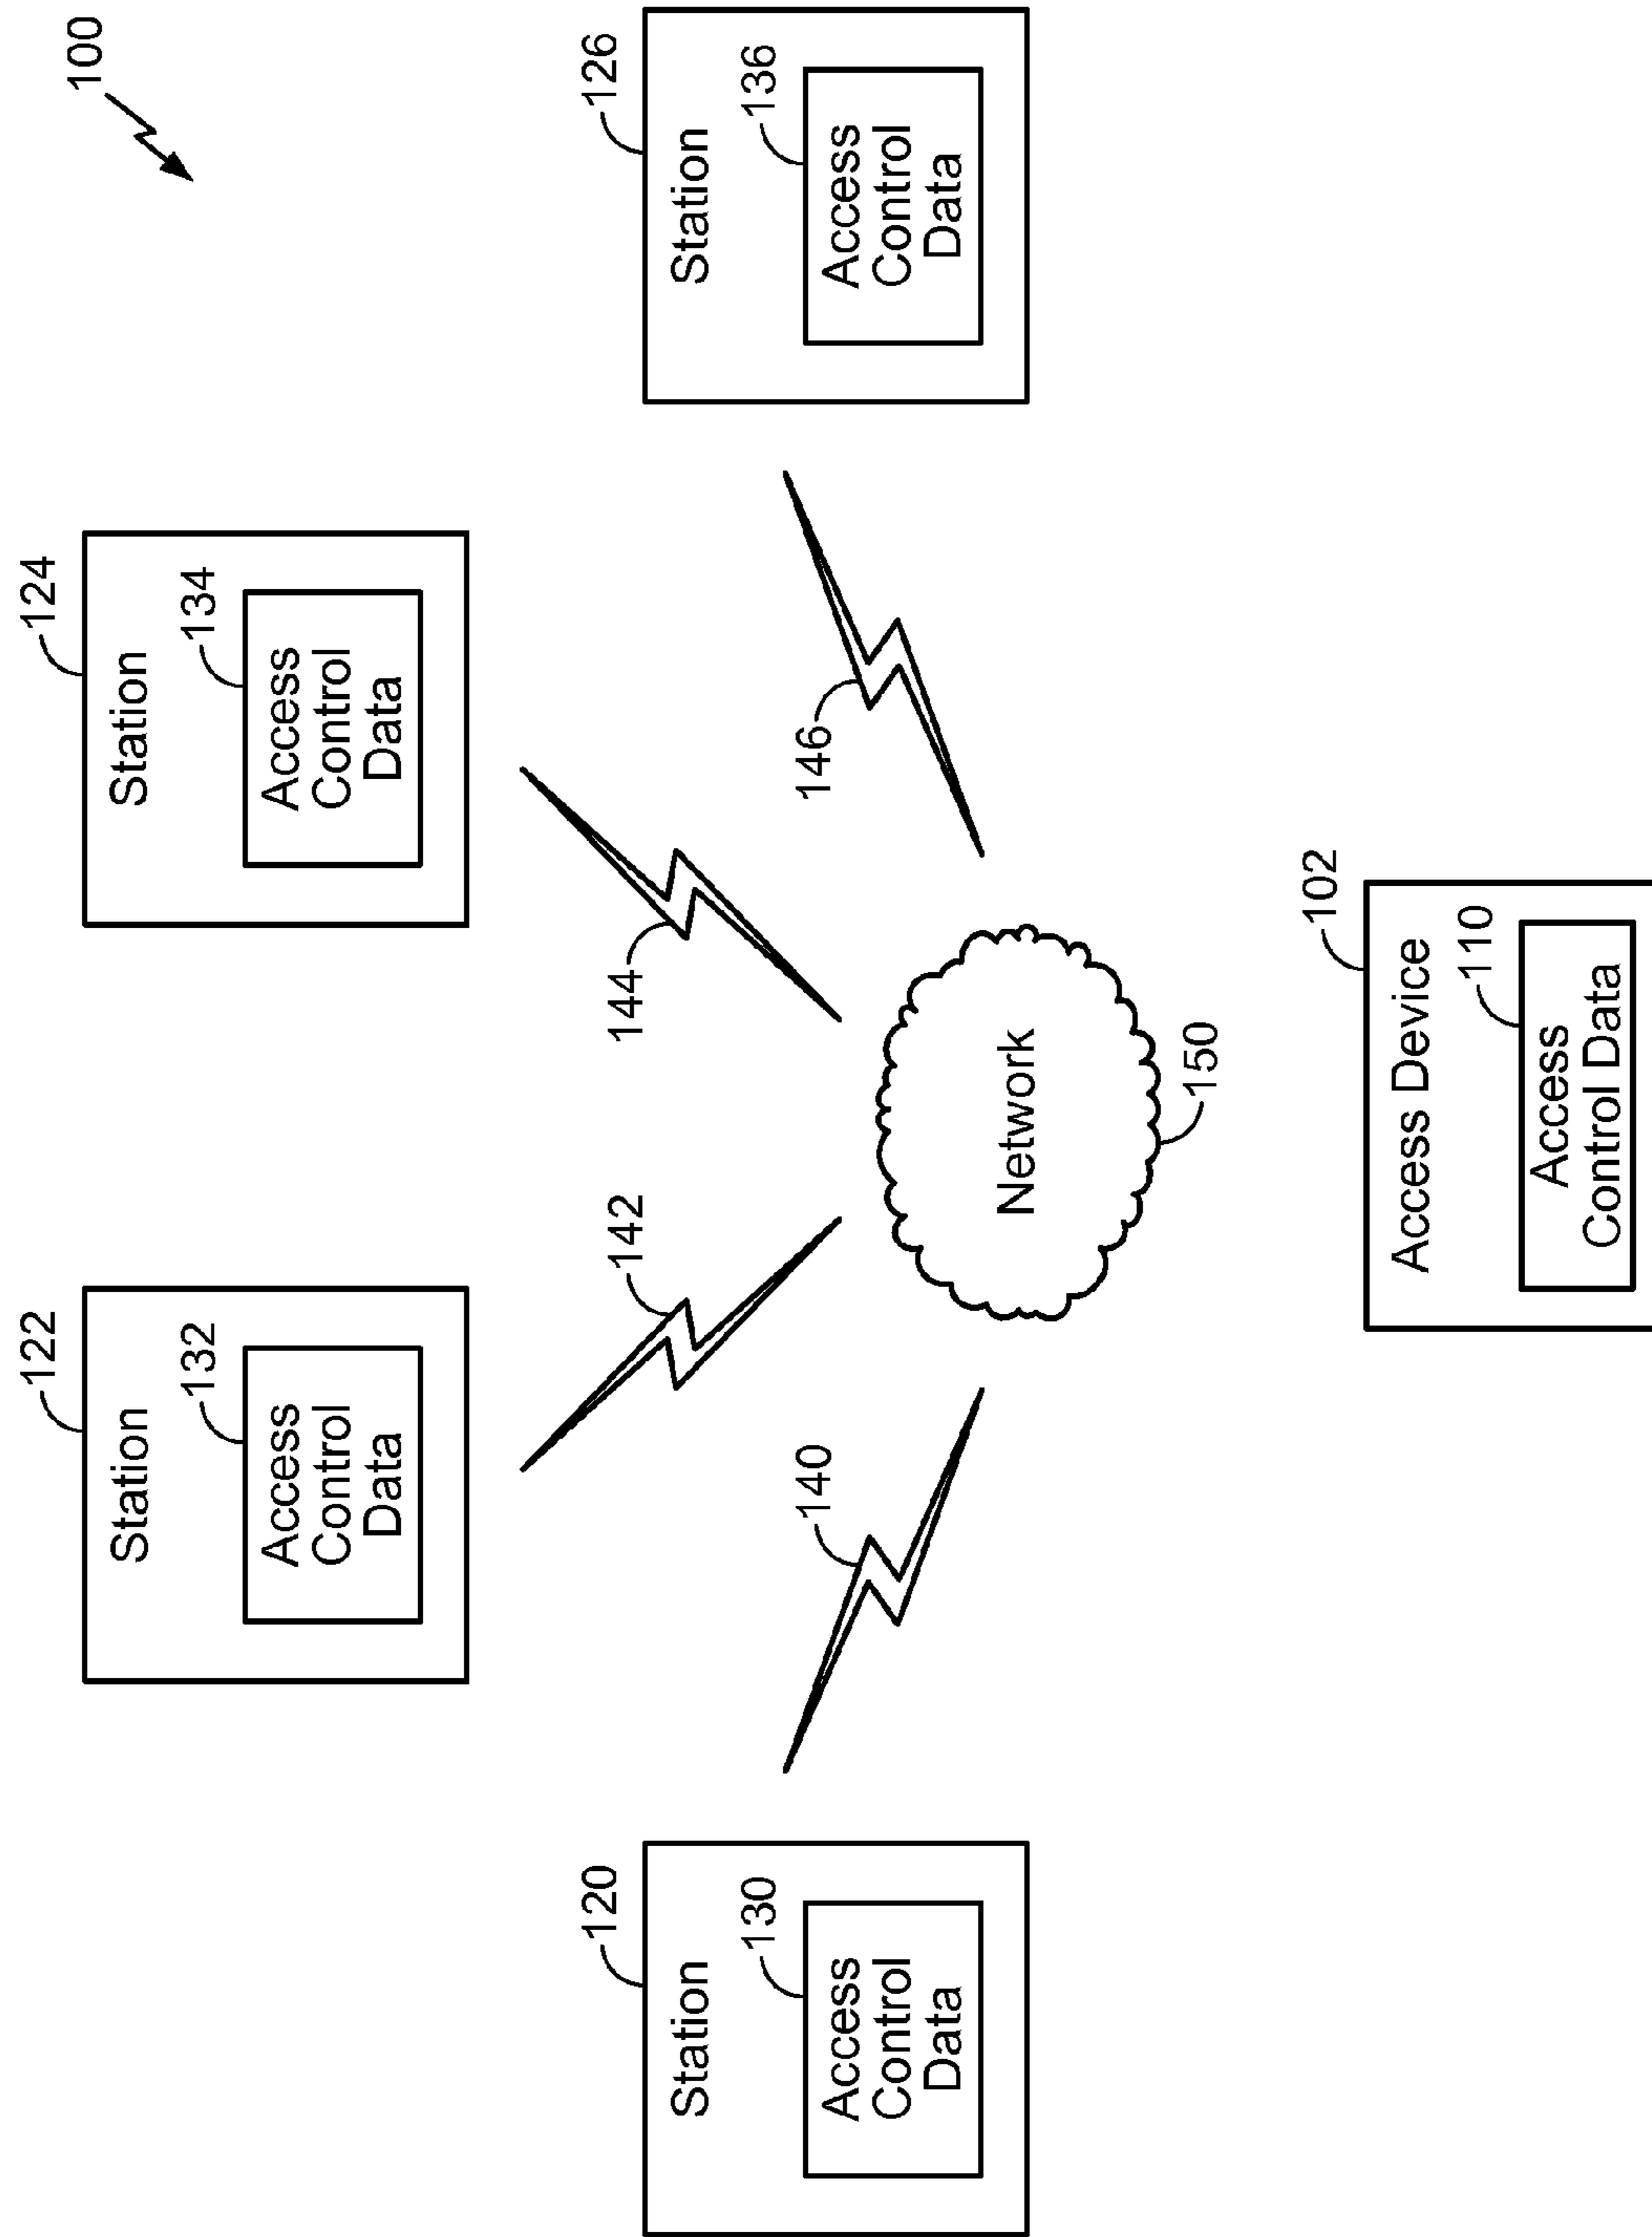 100
122
Station
132
Access
Control
Data
124
Station
134
Access
Control
Data
120
Station
130
Access
Control
Data
126
Station
136
Access
Control
Data
142
144
140
146
Network
150
102
Access Device
110
Access
Control Data